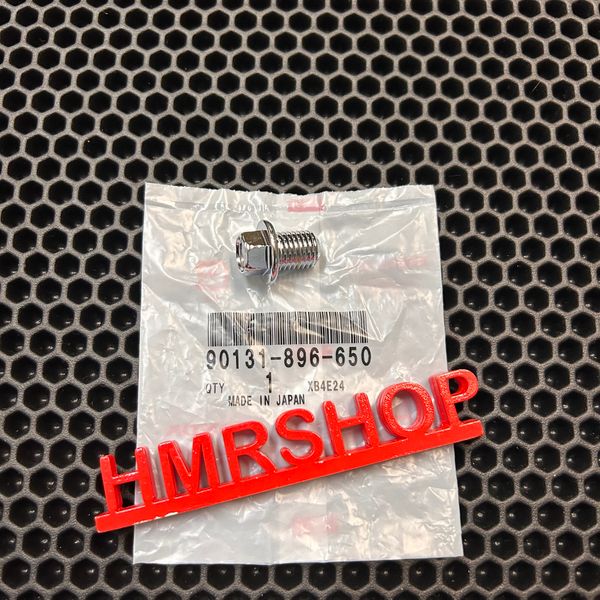 90131-896-650
QTY 1 XB4E24
MADE IN JAPAN
HMRSHOP